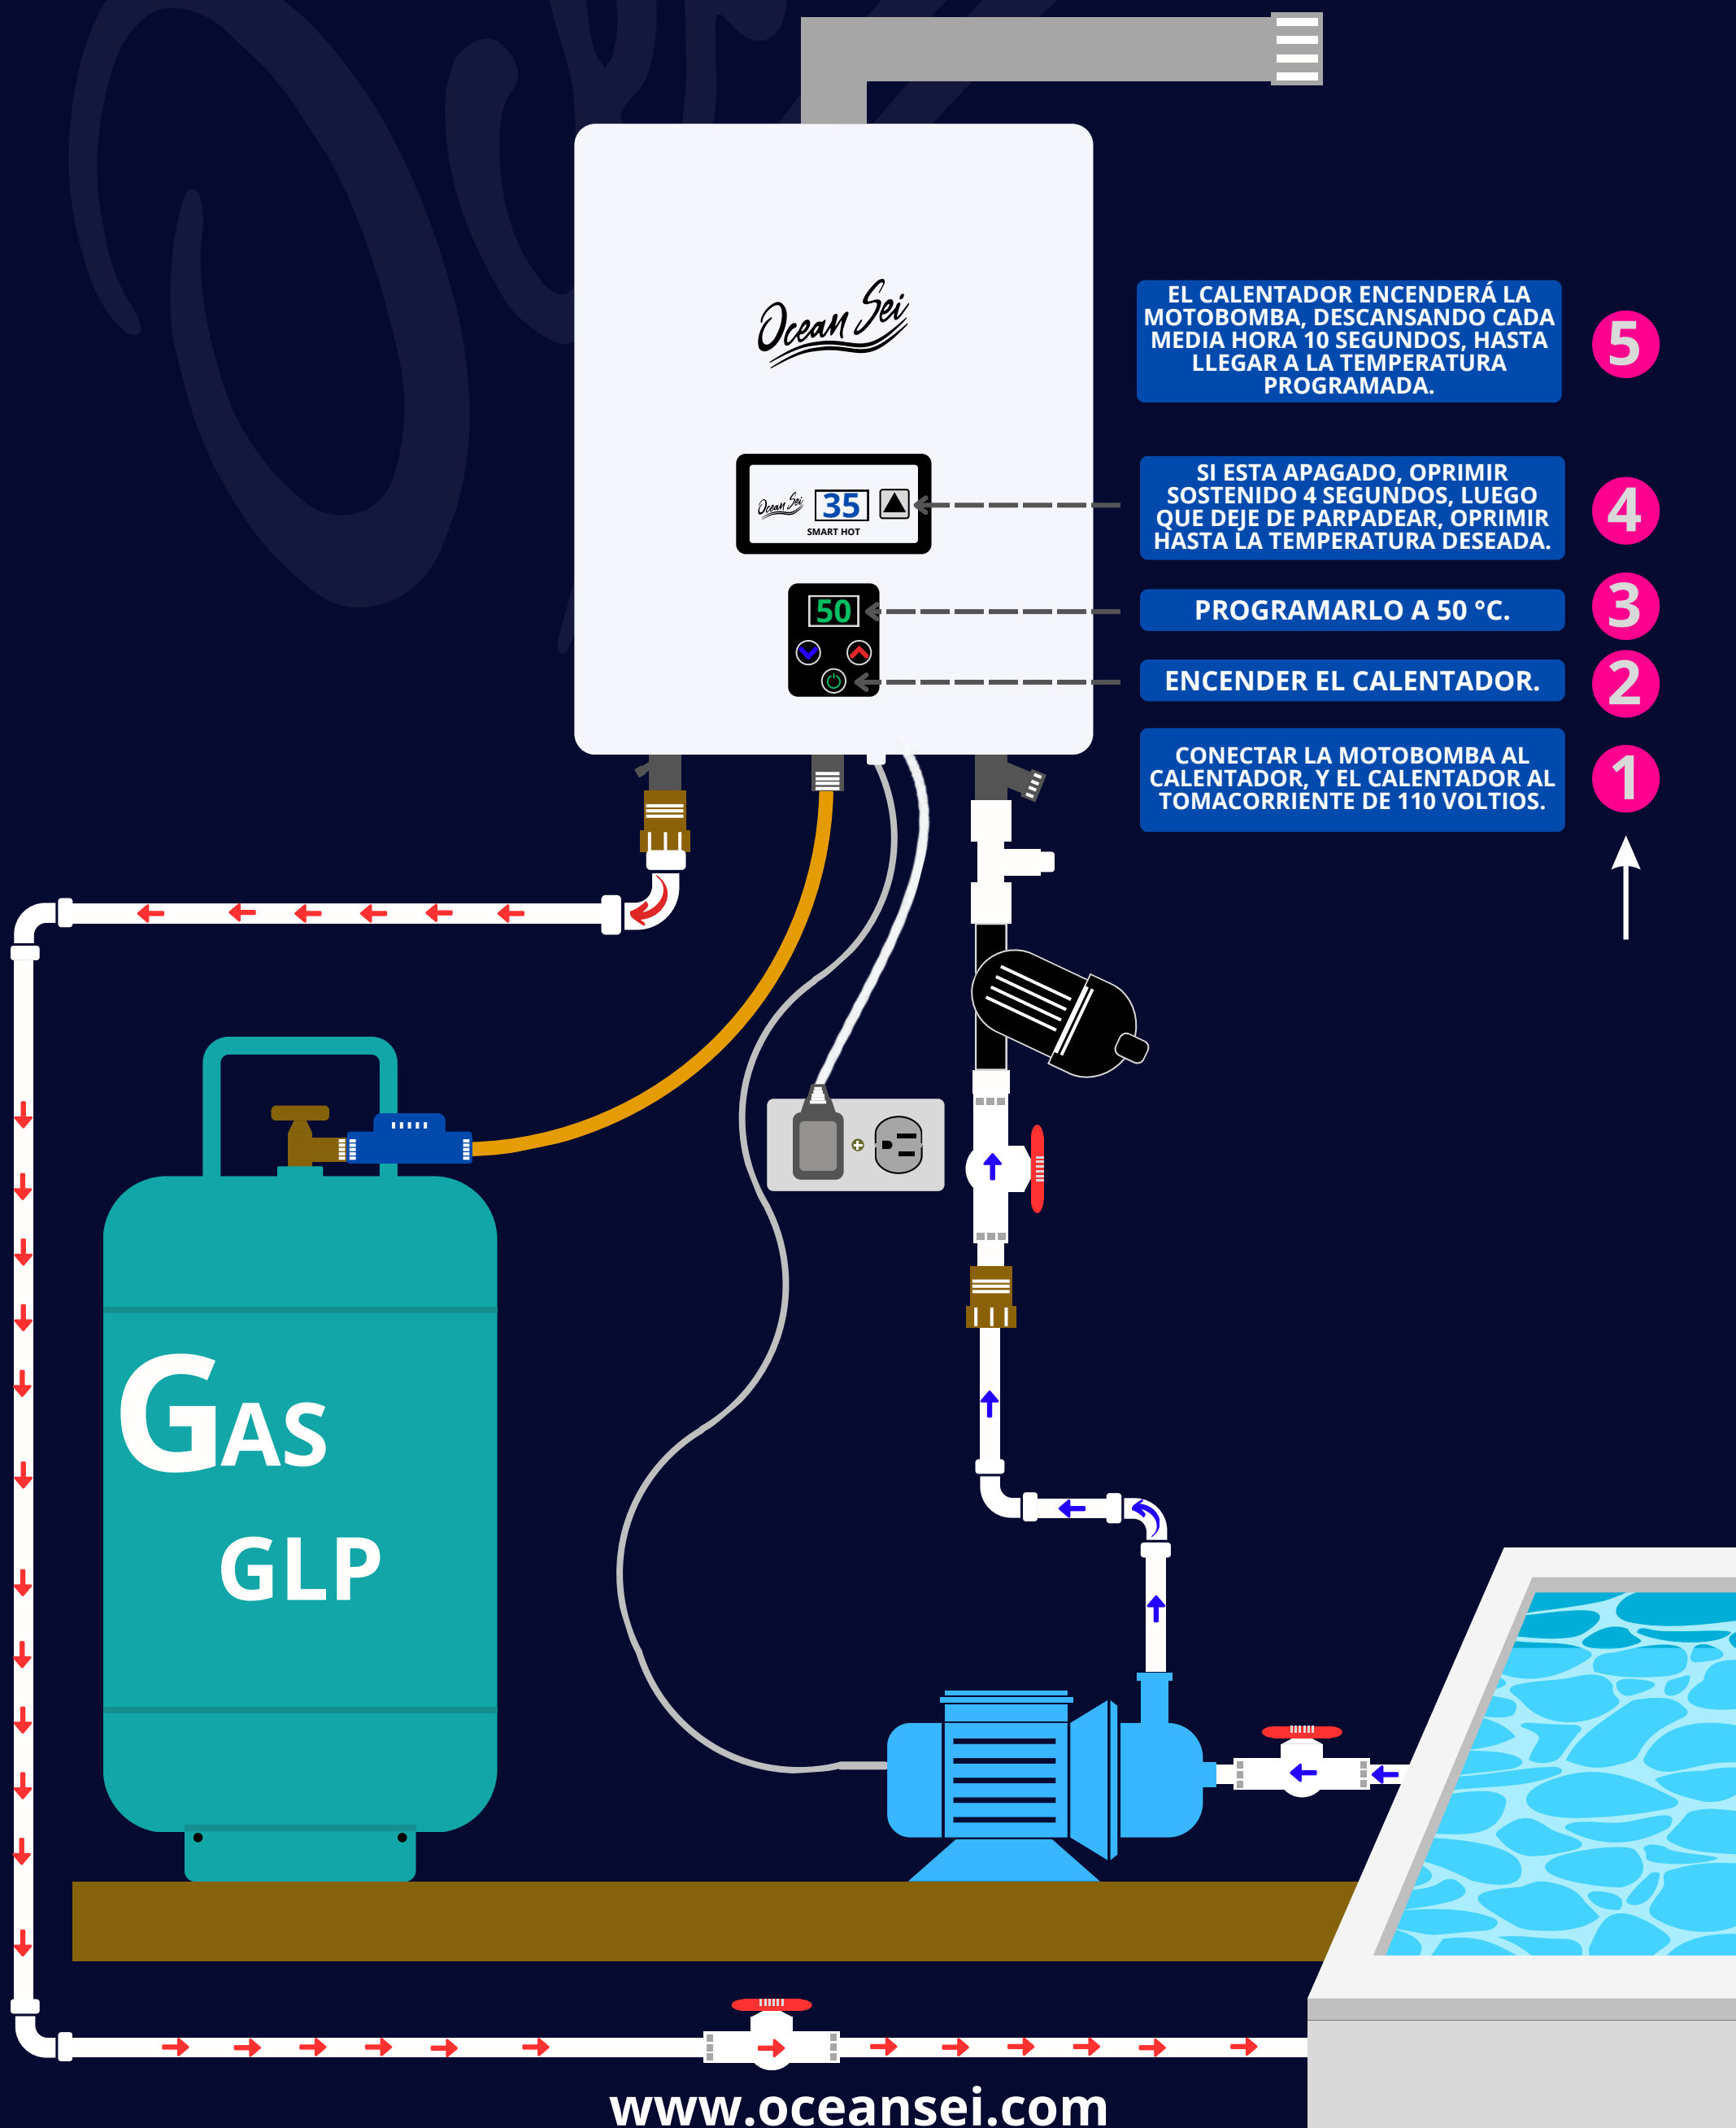 Ocean Sei
EL CALENTADOR ENCENDERÁ LA
MOTOBOMBA, DESCANSANDO CADA
MEDIA HORA 10 SEGUNDOS, HASTA
LLEGAR A LA TEMPERATURA
PROGRAMADA.
5
Ocean Sei
35
SMART HOT
SI ESTA APAGADO, OPRIMIR
SOSTENIDO 4 SEGUNDOS, LUEGO
QUE DEJE DE PARPADEAR, OPRIMIR
HASTA LA TEMPERATURA DESEADA.
4
50
PROGRAMARLO A 50 °C.
3
ENCENDER EL CALENTADOR.
2
CONECTAR LA MOTOBOMBA AL
CALENTADOR, Y EL CALENTADOR AL
TOMACORRIENTE DE 110 VOLTIOS.
1
GAS
GLP
www.oceansei.com